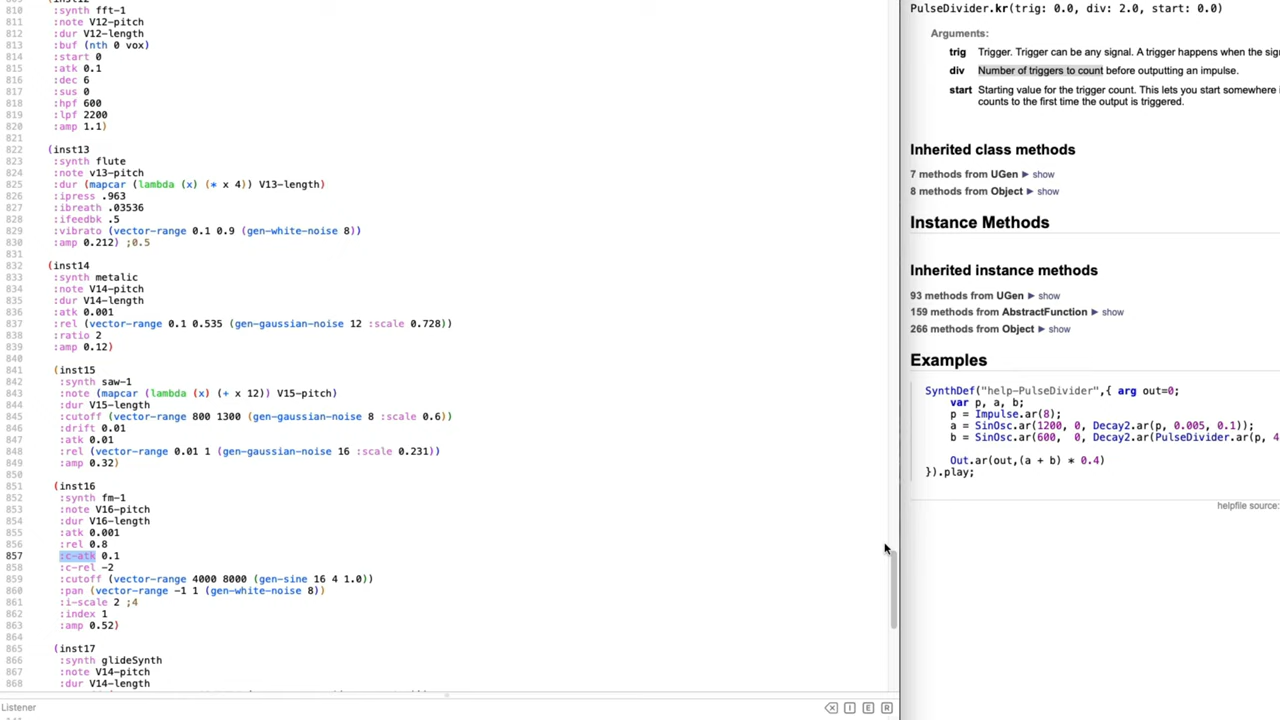 (inst12
810 :synth fft-1
811 :note V12-pitch
812 :dur V12-length
813 :buf (nth 0 vox)
814 :start 0
815 :atk 0.1
816 :dec 6
817 :sus 0
818 :hpf 600
819 :lpf 2200
820 :amp 1.1)
821
822 (inst13
823 :synth flute
824 :note v13-pitch
825 :dur (mapcar (lambda (x) (* x 4)) V13-length)
826 :ipress .963
827 :ibreath .03536
828 :ifeedbk .5
829 :vibrato (vector-range 0.1 0.9 (gen-white-noise 8))
830 :amp 0.212) ;0.5
831
832 (inst14
833 :synth metalic
834 :note V14-pitch
835 :dur V14-length
836 :atk 0.001
837 :rel (vector-range 0.1 0.535 (gen-gaussian-noise 12 :scale 0.728))
838 :ratio 2
839 :amp 0.12)
840
841 (inst15
842 :synth saw-1
843 :note (mapcar (lambda (x) (+ x 12)) V15-pitch)
844 :dur V15-length
845 :cutoff (vector-range 800 1300 (gen-gaussian-noise 8 :scale 0.6))
846 :drift 0.01
847 :atk 0.01
848 :rel (vector-range 0.01 1 (gen-gaussian-noise 16 :scale 0.231))
849 :amp 0.32)
850
851 (inst16
852 :synth fm-1
853 :note V16-pitch
854 :dur V16-length
855 :atk 0.001
856 :rel 0.8
857 :c-atk 0.1
858 :c-rel -2
859 :cutoff (vector-range 4000 8000 (gen-sine 16 4 1.0))
860 :pan (vector-range -1 1 (gen-white-noise 8))
861 :i-scale 2 ;4
862 :index 1
863 :amp 0.52)
864
865 (inst17
866 :synth glideSynth
867 :note V14-pitch
868 :dur V14-length
Listener
PulseDivider.kr(trig: 0.0, div: 2.0, start: 0.0)
Arguments:
trig Trigger. Trigger can be any signal. A trigger happens when the
div Number of triggers to count before outputting an impulse.
start Starting value for the trigger count. This lets you start somewhere
counts to the first time the output is triggered.
Inherited class methods
7 methods from UGen ► show
8 methods from Object ► show
Instance Methods
Inherited instance methods
93 methods from UGen ► show
159 methods from AbstractFunction ► show
266 methods from Object ► show
Examples
SynthDef("help-PulseDivider",{ arg out=0;
var p, a, b;
p = Impulse.ar(8);
a = SinOsc.ar(1200, 0, Decay2.ar(p, 0.005, 0.1));
b = SinOsc.ar(600, 0, Decay2.ar(PulseDivider.ar(p, 4
Out.ar(out,(a + b) * 0.4)
}).play;
helpfile source: